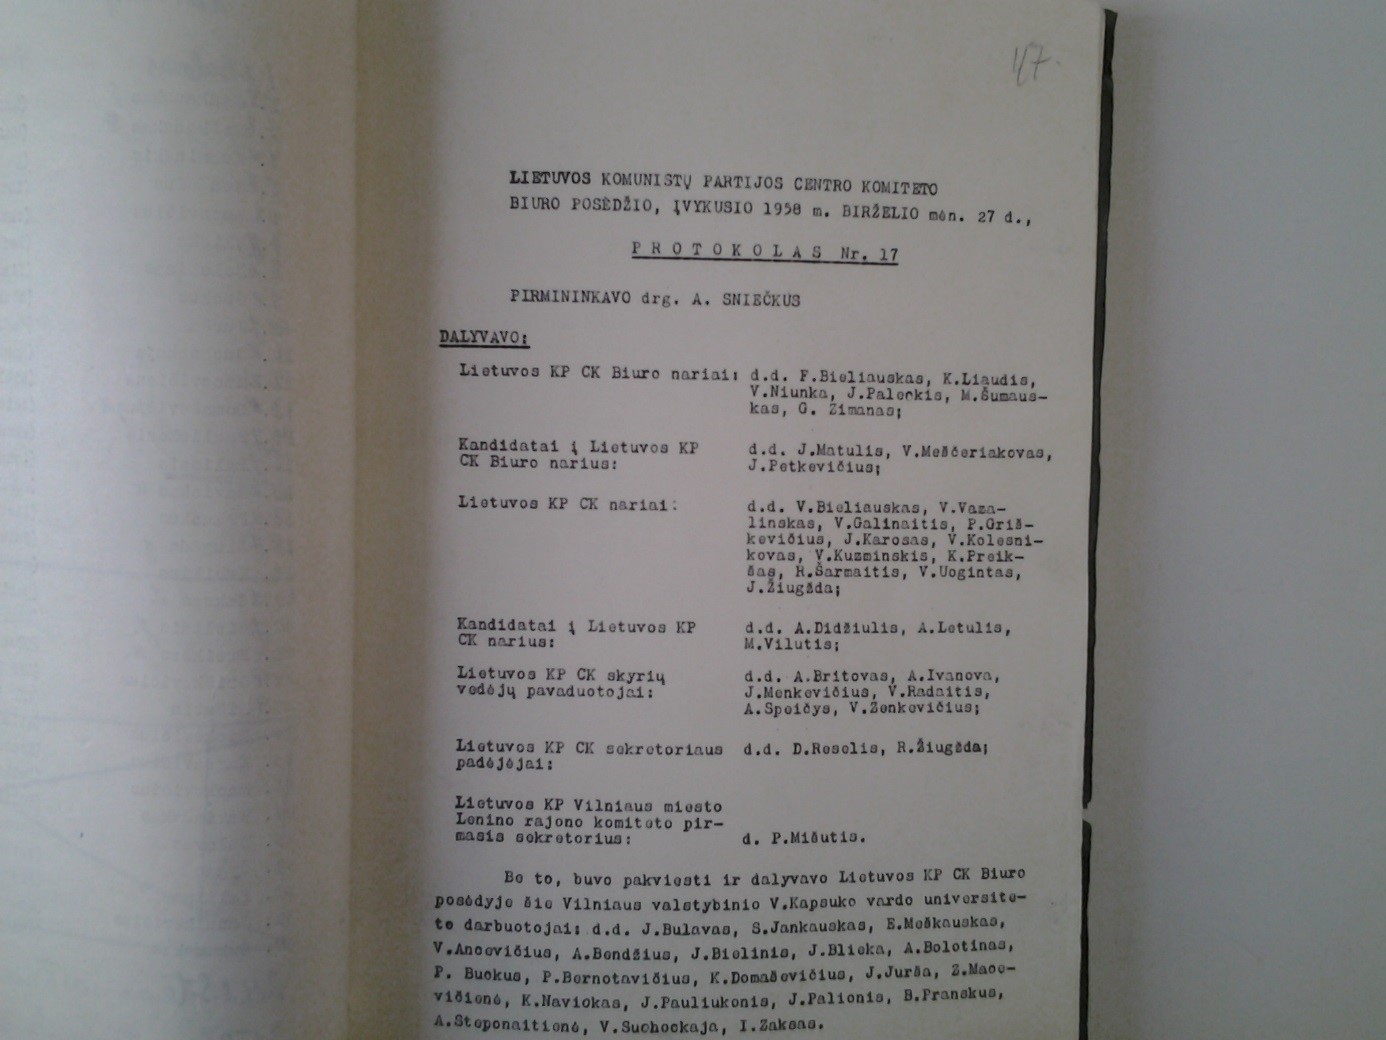 117.
LIETUVOS KOMUNISTŲ PARTIJOS CENTRO KOMITETO
BIURO POSĖDŽIO, ĮVYKUSIO 1958 m. BIRŽELIO mėn. 27 d.,
PROTOKOLAS Nr. 17
PIRMININKAVO drg. A. SNIEČKUS
DALYVAVO:
Lietuvos KP CK Biuro nariai: d.d. F.Bieliauskas, K.Liaudis,
V.Niunka, J.Paleckis, M.Šumaus-
kas, G. Zimanas;
Kandidatai į Lietuvos KP
CK Biuro narius:
d.d. J.Matulis, V.Meščeriakovas,
J.Petkevičius;
Lietuvos KP CK nariai:
d.d. V.Bieliauskas, V.Vaza-
linskas, V.Galinaitis, P.Griš-
kevičius, J.Karosas, V.Kolesni-
kovas, V.Kuzminskis, K.Preik-
šas, R.Šarmaitis, V.Uogintas,
J.Žiugžda;
Kandidatai į Lietuvos KP
CK narius:
d.d. A.Didžiulis, A.Letulis,
M.Vilutis;
Lietuvos KP CK skyrių
vedėjų pavaduotojai:
d.d. A.Britovas, A.Ivanova,
J.Menkevičius, V.Radaitis,
A.Speičys, V.Zenkevičius;
Lietuvos KP CK sekretoriaus
padėjėjai:
d.d. D.Roselis, R.Žiugžda;
Lietuvos KP Vilniaus miesto
Lenino rajono komiteto pir-
masis sekretorius:
d. P.Mišutis.
Be to, buvo pakviesti ir dalyvavo Lietuvos KP CK Biuro
posėdyje šie Vilniaus valstybinio V.Kapsuko vardo universite-
to darbuotojai: d.d. J.Bulavas, S.Jankauskas, E.Meškauskas,
V.Ancevičius, A.Bendžius, J.Bielinis, J.Blieka, A.Bolotinas,
P. Buckus, P.Bernotavičius, K.Domaševičius, J.Jurša, Z.Mace-
vičienė, K.Naviokas, J.Pauliukonis, J.Palionis, B.Pranskus,
A.Steponaitienė, V.Suchockaja, I.Zaksas.